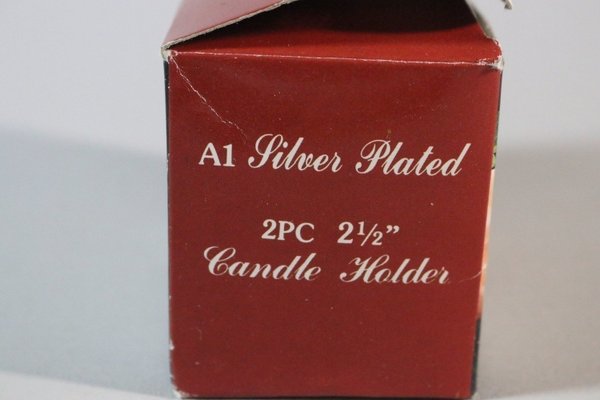 A1 Silver Plated
2PC 2½”
Candle Holder